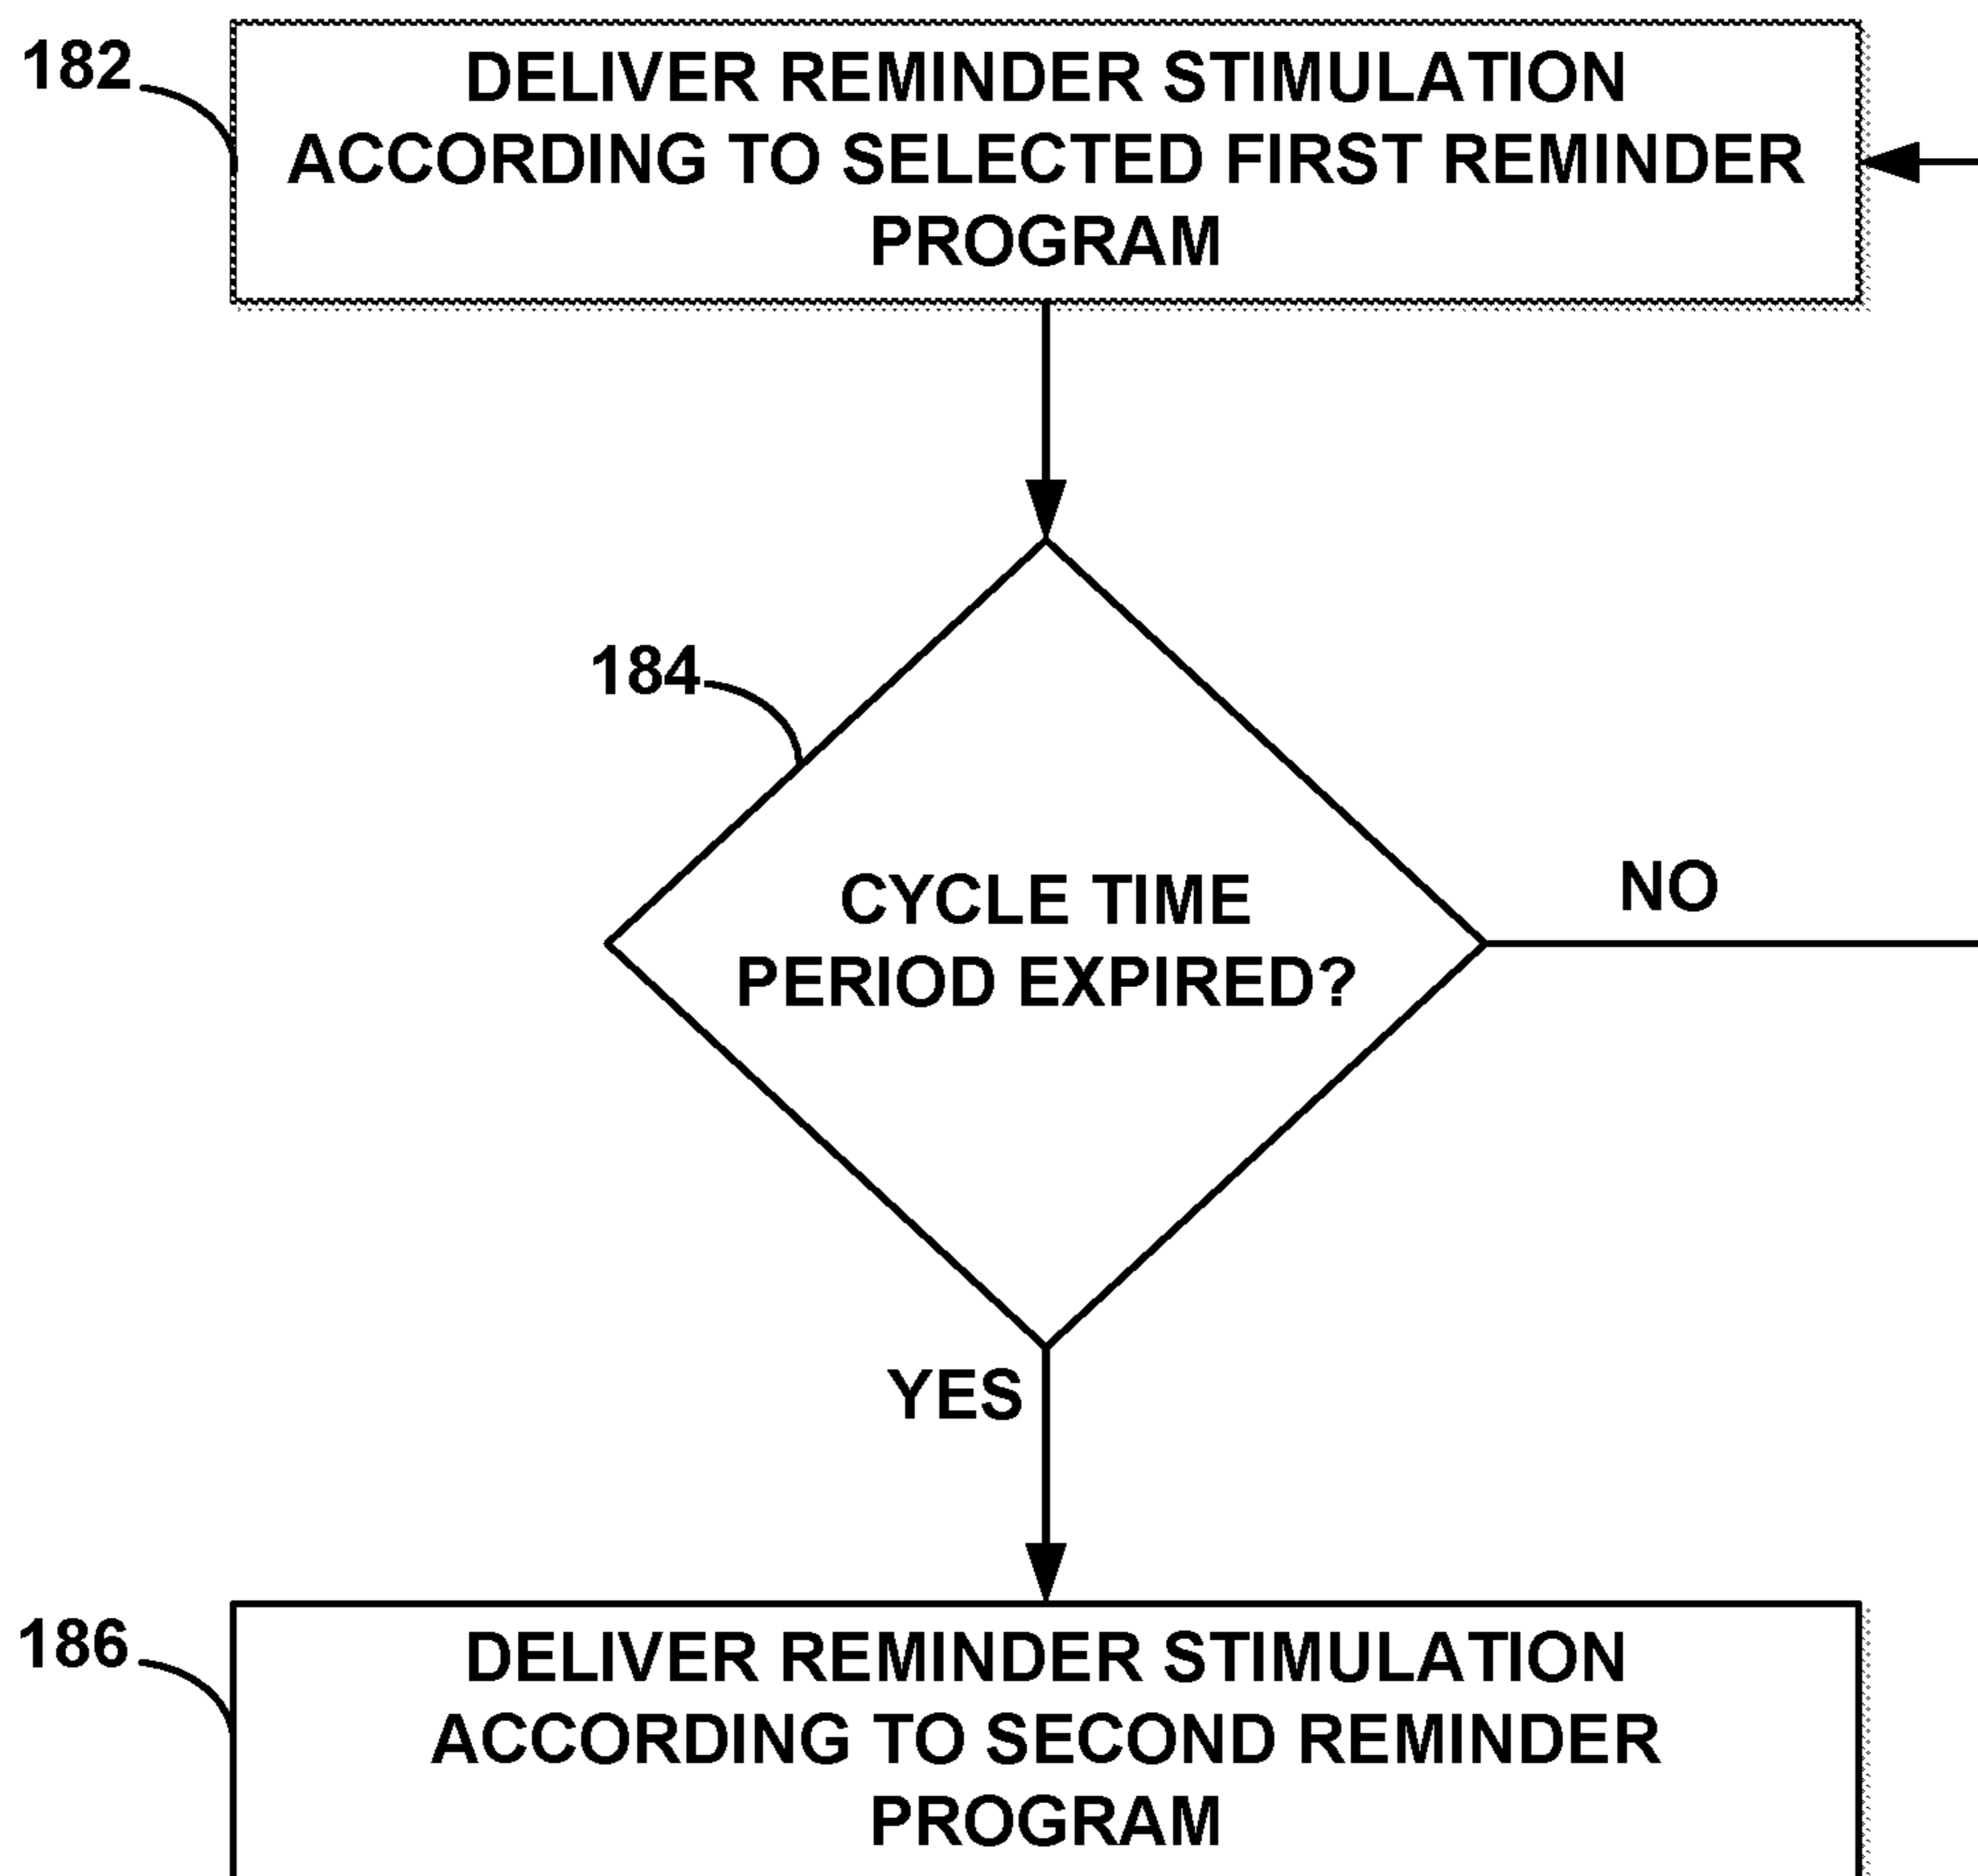 182
DELIVER REMINDER STIMULATION
ACCORDING TO SELECTED FIRST REMINDER
PROGRAM
184
CYCLE TIME
PERIOD EXPIRED?
NO
YES
186
DELIVER REMINDER STIMULATION
ACCORDING TO SECOND REMINDER
PROGRAM